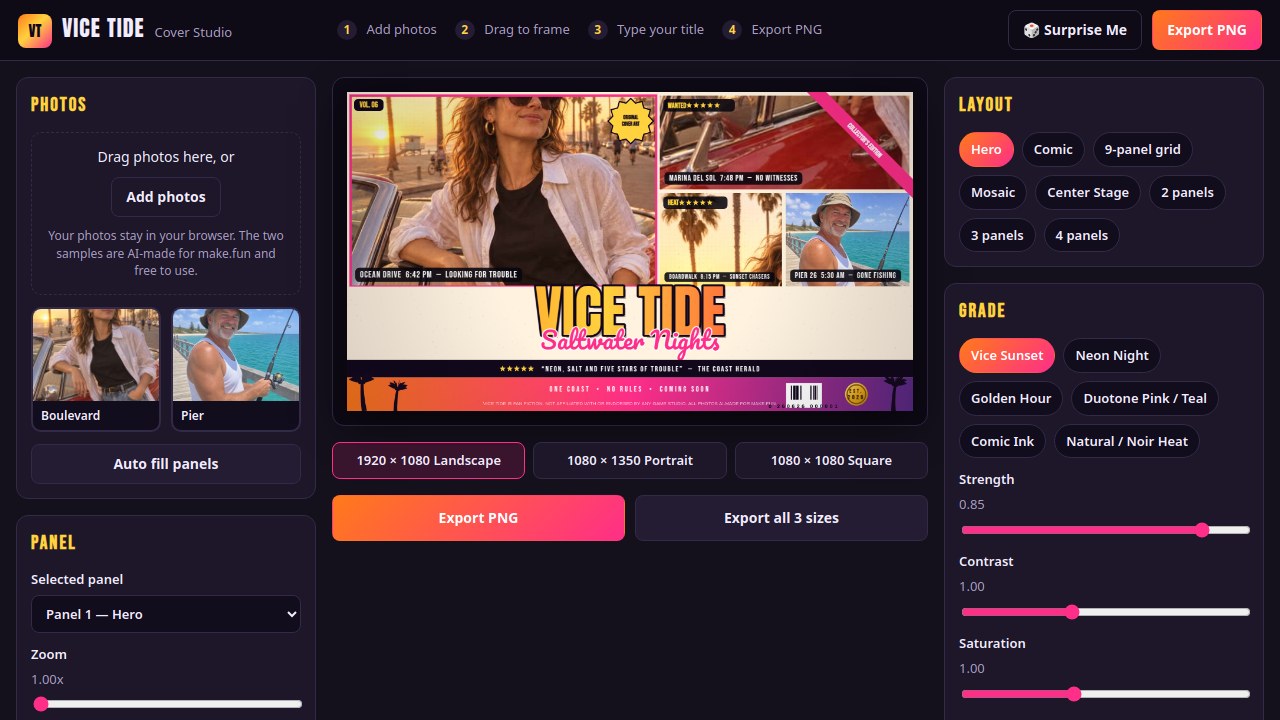 VT VICE TIDE Cover Studio
1 Add photos 2 Drag to frame 3 Type your title 4 Export PNG
🎲 Surprise Me
Export PNG
PHOTOS
Drag photos here, or
Add photos
Your photos stay in your browser. The two
samples are AI-made for make.fun and
free to use.
Boulevard
Pier
Auto fill panels
PANEL
Selected panel
Panel 1 — Hero
Zoom
1.00x
VOL. 06
ORIGINAL
COVER ART
OCEAN DRIVE 6:42 PM — LOOKING FOR TROUBLE
WANTED★★★★★
COLLECTOR'S EDITION
MARINA DEL SOL 7:48 PM — NO WITNESSES
HEAT★★★★★
BOARDWALK 8:15 PM — SUNSET CHASERS
PIER 26 5:30 AM — GONE FISHING
VICE TIDE
Saltwater Nights
★★★★★ "NEON, SALT AND FIVE STARS OF TROUBLE" — THE COAST HERALD
ONE COAST • NO RULES • COMING SOON
EST.
2026
1920 × 1080 Landscape
1080 × 1350 Portrait
1080 × 1080 Square
Export PNG
Export all 3 sizes
LAYOUT
Hero
Comic
9-panel grid
Mosaic
Center Stage
2 panels
3 panels
4 panels
GRADE
Vice Sunset
Neon Night
Golden Hour
Duotone Pink / Teal
Comic Ink
Natural / Noir Heat
Strength
0.85
Contrast
1.00
Saturation
1.00